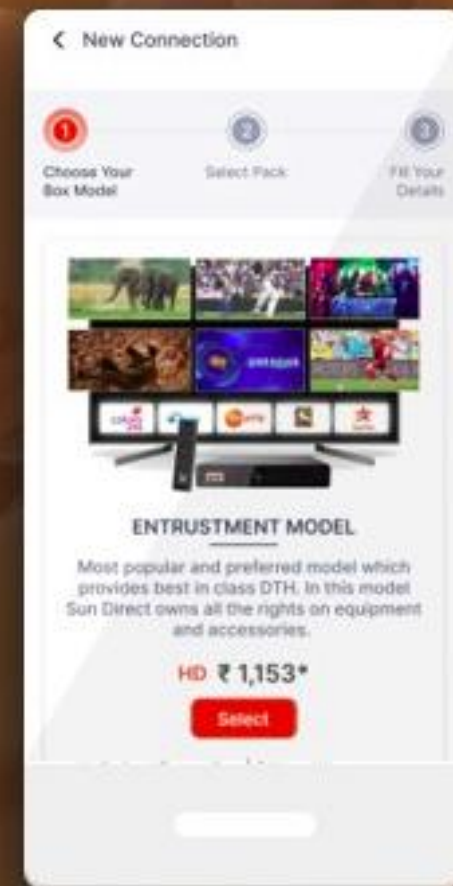 New Connection
1
2
3
Choose Your
Box Model
Select Pack
Fill Your
Details
ENTRUSTMENT MODEL
Most popular and preferred model which
provides best in class DTH. In this model
Sun Direct owns all the rights on equipment
and accessories.
HD ₹ 1,153*
Select